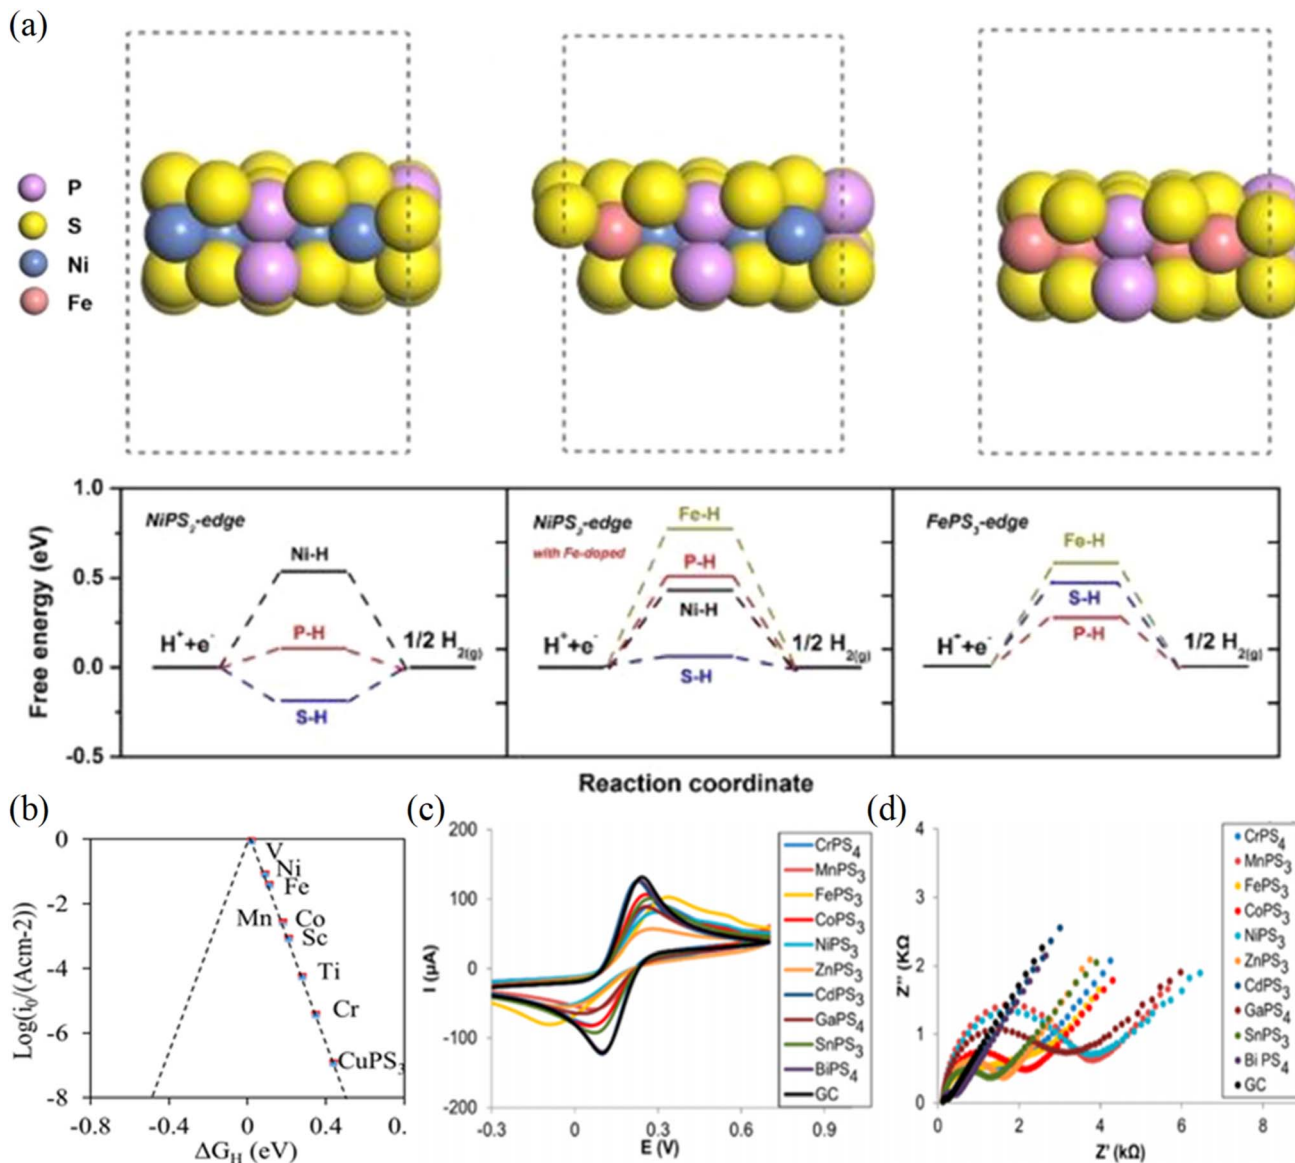 (a)
P
S
Ni
Fe
1.0
0.5
0.0
-0.5
Free energy (eV)
NiPS3-edge
Ni-H
P-H
S-H
H++e-
1/2 H2(g)
NiPS3-edge
with Fe-doped
Fe-H
P-H
Ni-H
S-H
H++e-
1/2 H2(g)
FePS3-edge
Fe-H
S-H
P-H
H++e-
1/2 H2(g)
Reaction coordinate
(b)
0
-2
-4
-6
-8
Log(i0/(Acm-2))
V
Ni
Fe
Mn Co
Sc
Ti
Cr
CuPS3
-0.8 -0.4 0 0.4 0.
ΔGH (eV)
(c)
200
100
0
-100
-200
I (µA)
-0.3 0 0.3 0.6 0.9
E (V)
CrPS4
MnPS3
FePS3
CoPS3
NiPS3
ZnPS3
CdPS3
GaPS4
SnPS3
BiPS4
GC
(d)
4
3
2
1
0
Z'' (KΩ
0 2 4 6 8
Z' (kΩ)
CrPS4
MnPS3
FePS3
CoPS3
NiPS3
ZnPS3
CdPS3
GaPS4
SnPS3
Bi PS4
GC